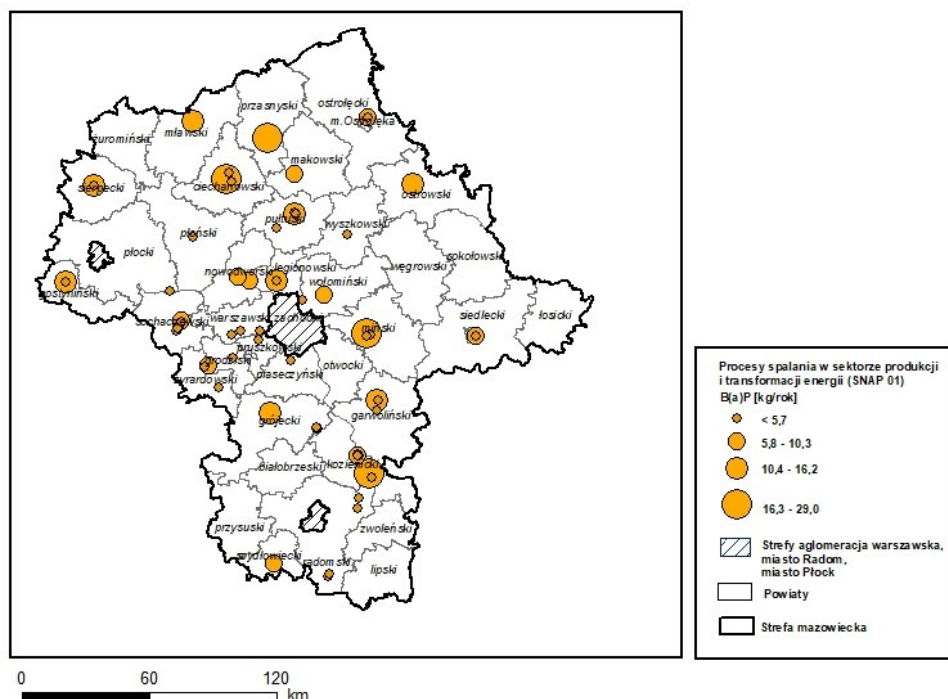 ostrołęcki
przasnyski
m.Ostrołęka
żuromiński
mławski
makowski
sierpecki
ciechanowski
ostrowski
pułtuski
wyszkowski
płoński
płocki
sokołowski
węgrowski
nowodworski
legionowski
wołomiński
gostyniński
sochaczewski
warszawski
zachodni
miński
siedlecki
łosicki
pruszkowski
grodziski
piaseczyński
otwocki
żyrardowski
grójecki
garwoliński
białobrzeski
kozienicki
przysuski
zwoleński
szydłowiecki
radomski
lipski
Procesy spalania w sektorze produkcji
i transformacji energii (SNAP 01)
B(a)P [kg/rok]
< 5,7
5,8 - 10,3
10,4 - 16,2
16,3 - 29,0
Strefy aglomeracja warszawska,
miasto Radom,
miasto Płock
Powiaty
Strefa mazowiecka
0 60 120
km